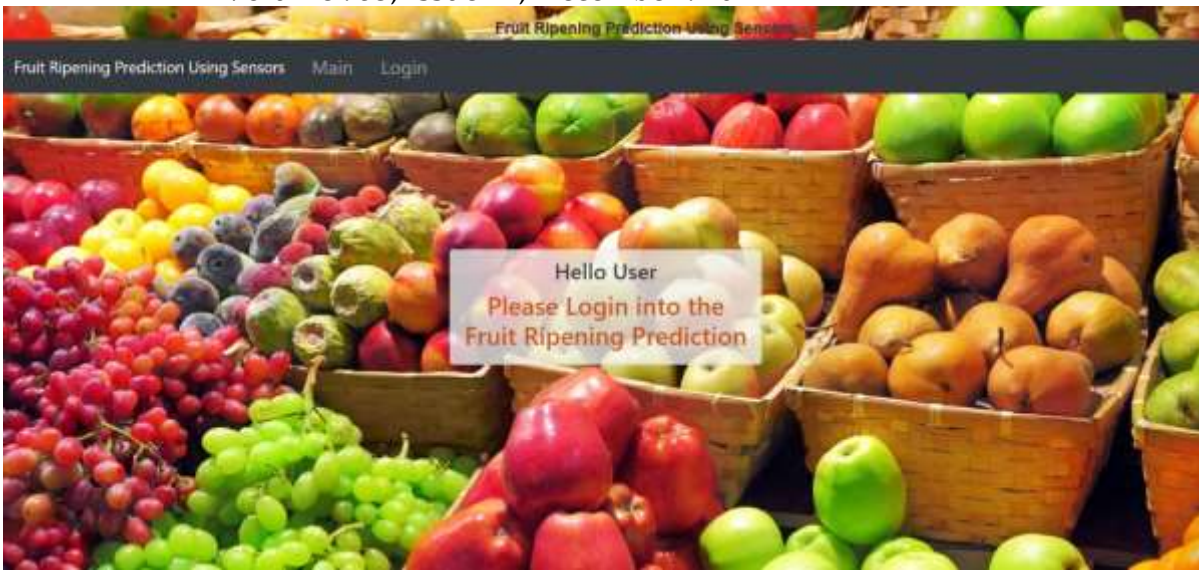 Fruit Ripening Prediction Using Sensors
Fruit Ripening Prediction Using Sensors Main Login
Hello User
Please Login into the
Fruit Ripening Prediction